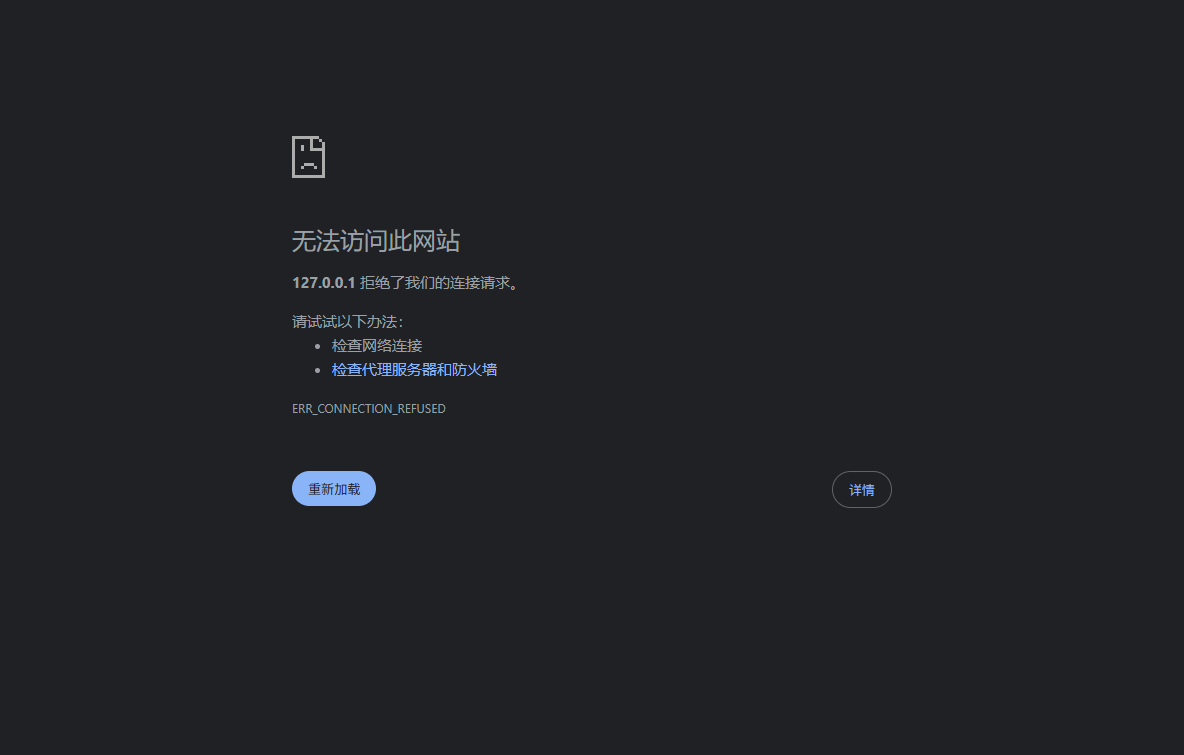 无法访问此网站
127.0.0.1 拒绝了我们的连接请求。
请试试以下办法：
检查网络连接
检查代理服务器和防火墙
ERR_CONNECTION_REFUSED
重新加载
详情